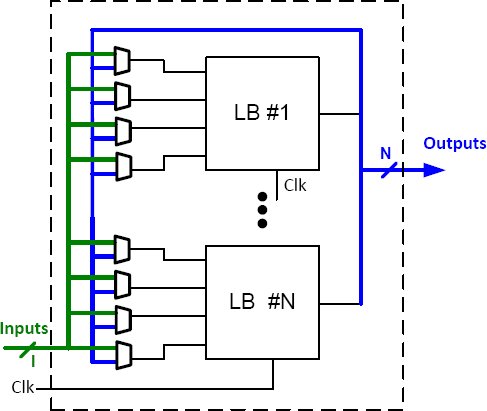 LB #1
N
Outputs
Clk
LB #N
Inputs
I
Clk